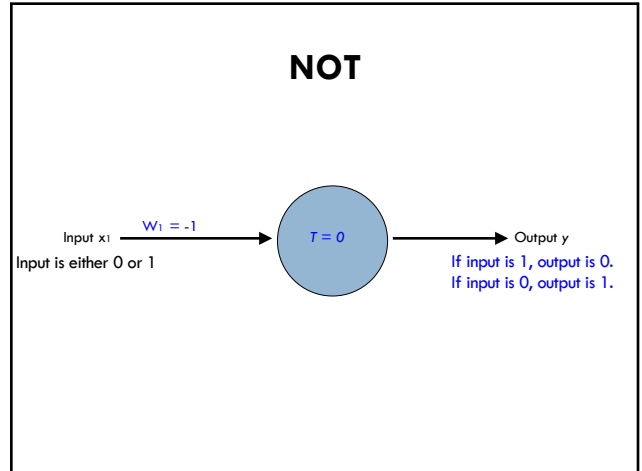 NOT
W1 = -1
Input x1
T = 0
Output y
Input is either 0 or 1
If input is 1, output is 0.
If input is 0, output is 1.